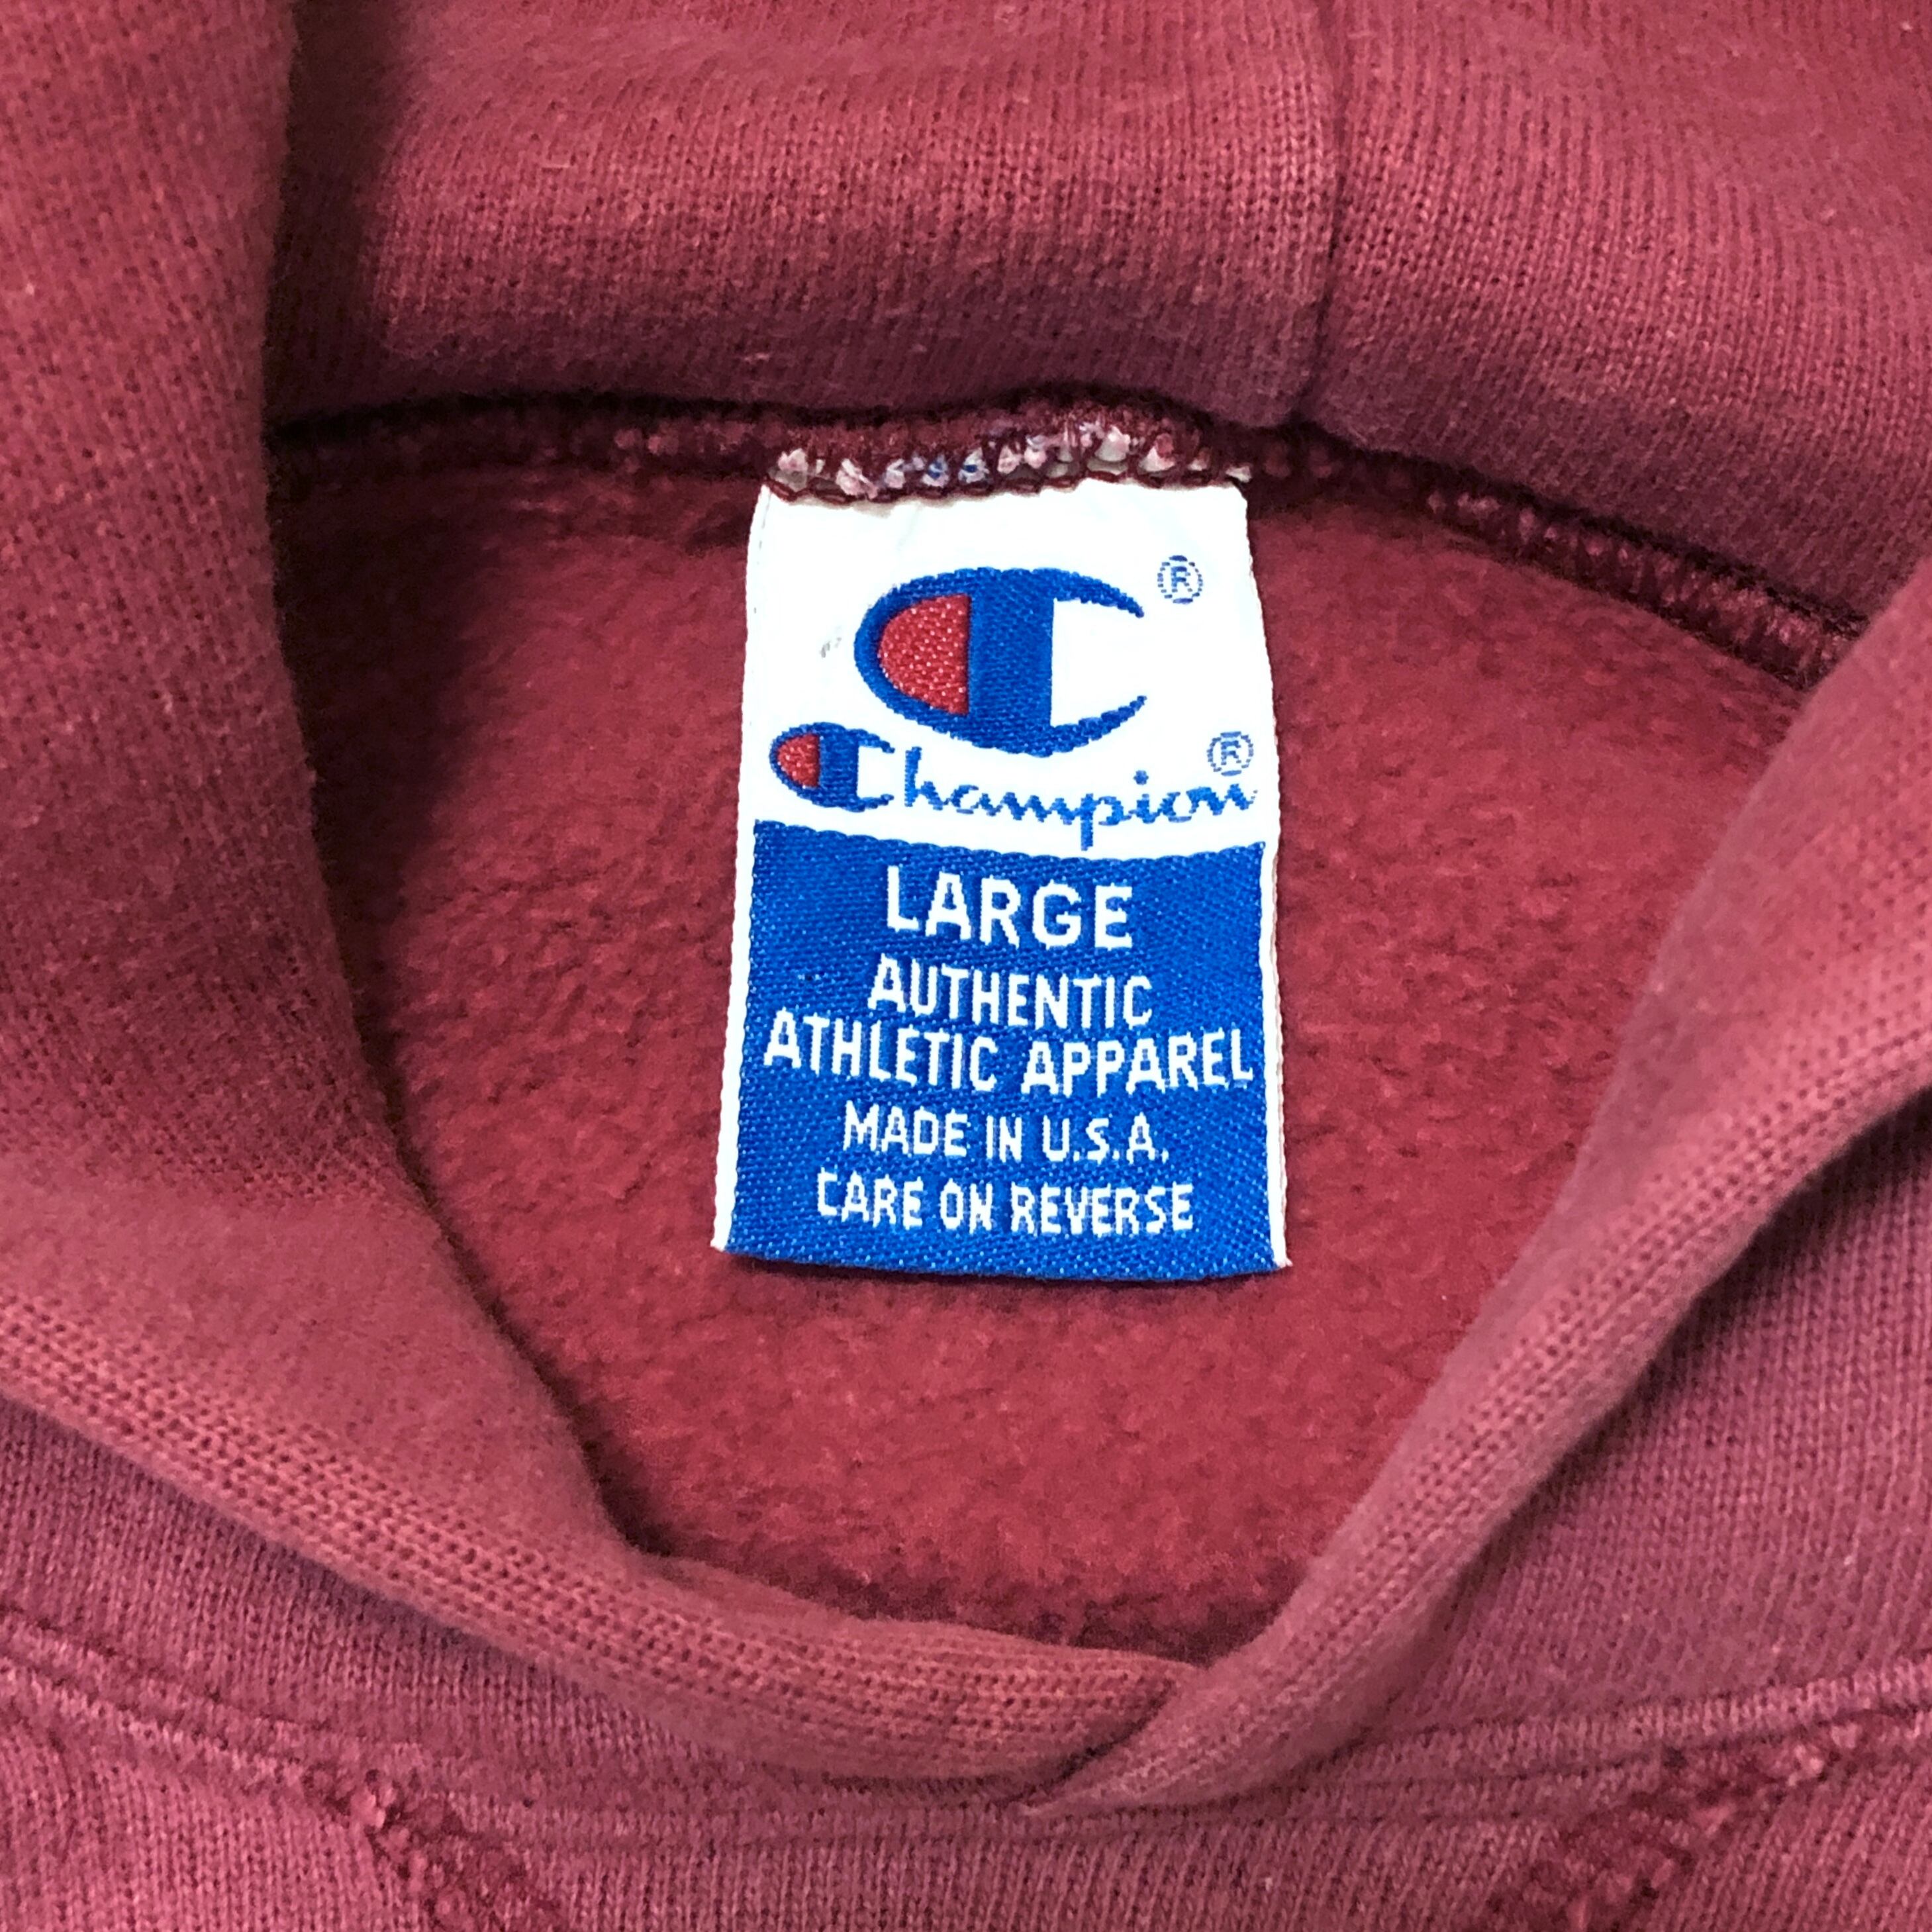 ®
Champion®
LARGE
AUTHENTIC
ATHLETIC APPAREL
MADE IN U.S.A.
CARE ON REVERSE